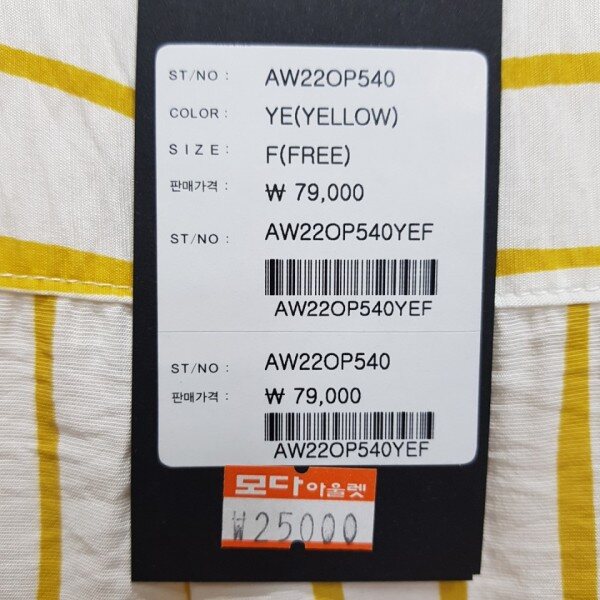 ST/NO : AW22OP540
COLOR : YE(YELLOW)
SIZE : F(FREE)
판매가격 : ₩ 79,000
ST/NO : AW22OP540YEF
AW22OP540YEF
ST/NO : AW22OP540
판매가격 : ₩ 79,000
AW22OP540YEF
모다아울렛
₩25000